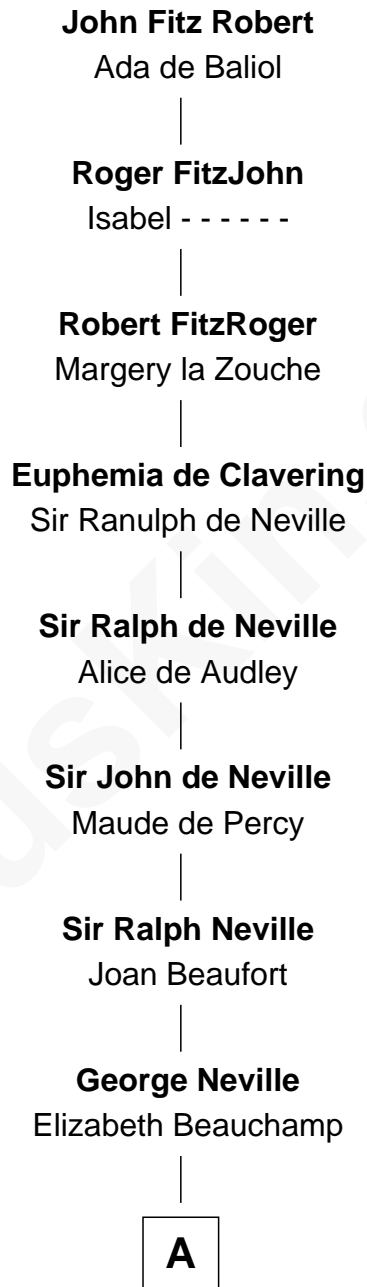 John Fitz Robert
Ada de Baliol
Roger FitzJohn
Isabel - - - - - -
Robert FitzRoger
Margery la Zouche
Euphemia de Clavering
Sir Ranulph de Neville
Sir Ralph de Neville
Alice de Audley
Sir John de Neville
Maude de Percy
Sir Ralph Neville
Joan Beaufort
George Neville
Elizabeth Beauchamp
A